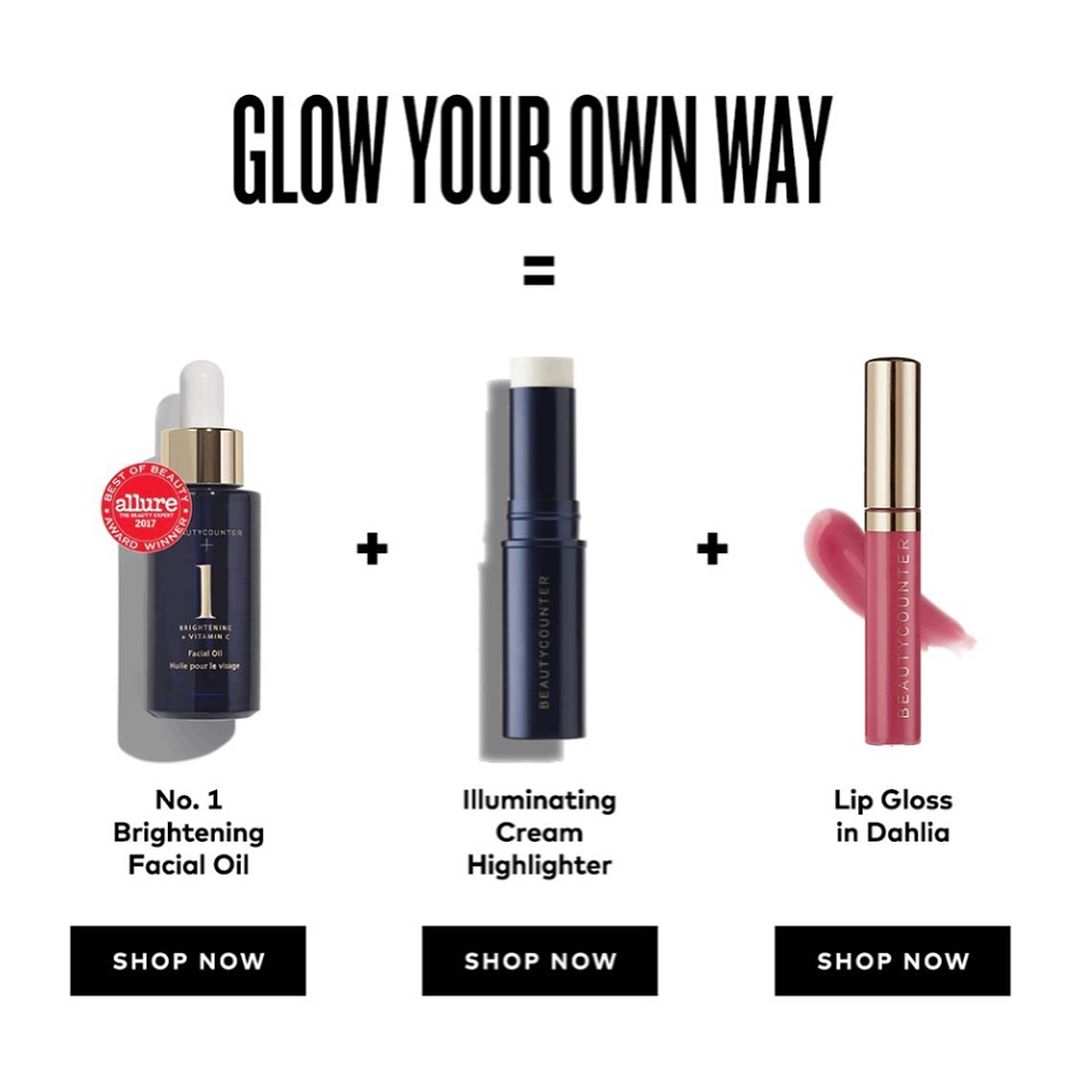 GLOW YOUR OWN WAY
=
BEST OF BEAUTY
allure
THE BEAUTY EXPERT
2017
AWARD WINNER
+
1
BRIGHTENING
+ VITAMIN C
Facial Oil
Huile pour le visage
+
BEAUTYCOUNTER
+
BEAUTYCOUNTER
No. 1
Brightening
Facial Oil
Illuminating
Cream
Highlighter
Lip Gloss
in Dahlia
SHOP NOW
SHOP NOW
SHOP NOW